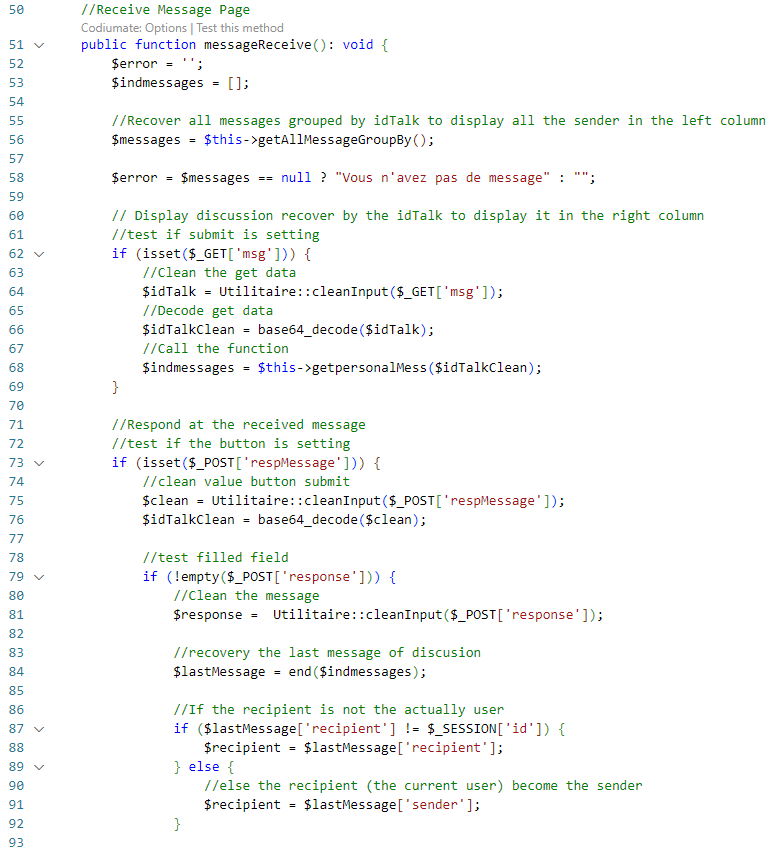 50 //Receive Message Page
Codiumate: Options | Test this method
51 public function messageReceive(): void {
52 $error = '';
53 $indmessages = [];
54
55 //Recover all messages grouped by idTalk to display all the sender in the left column
56 $messages = $this->getAllMessageGroupBy();
57
58 $error = $messages == null ? "Vous n'avez pas de message" : "";
59
60 // Display discussion recover by the idTalk to display it in the right column
61 //test if submit is setting
62 if (isset($_GET['msg'])) {
63 //Clean the get data
64 $idTalk = Utilitaire::cleanInput($_GET['msg']);
65 //Decode get data
66 $idTalkClean = base64_decode($idTalk);
67 //Call the function
68 $indmessages = $this->getpersonalMess($idTalkClean);
69 }
70
71 //Respond at the received message
72 //test if the button is setting
73 if (isset($_POST['respMessage'])) {
74 //clean value button submit
75 $clean = Utilitaire::cleanInput($_POST['respMessage']);
76 $idTalkClean = base64_decode($clean);
77
78 //test filled field
79 if (!empty($_POST['response'])) {
80 //Clean the message
81 $response =  Utilitaire::cleanInput($_POST['response']);
82
83 //recovery the last message of discusion
84 $lastMessage = end($indmessages);
85
86 //If the recipient is not the actually user
87 if ($lastMessage['recipient'] != $_SESSION['id']) {
88 $recipient = $lastMessage['recipient'];
89 } else {
90 //else the recipient (the current user) become the sender
91 $recipient = $lastMessage['sender'];
92 }
93